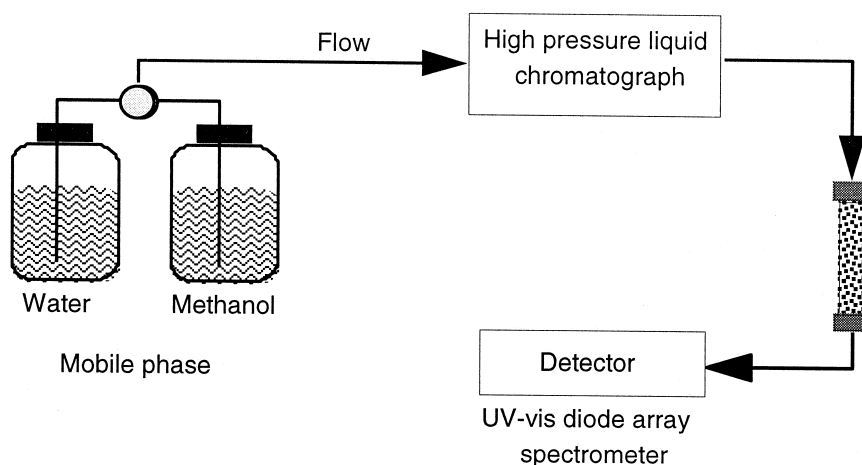 Flow
High pressure liquid
chromatograph
Water
Methanol
Mobile phase
Detector
UV-vis diode array
spectrometer